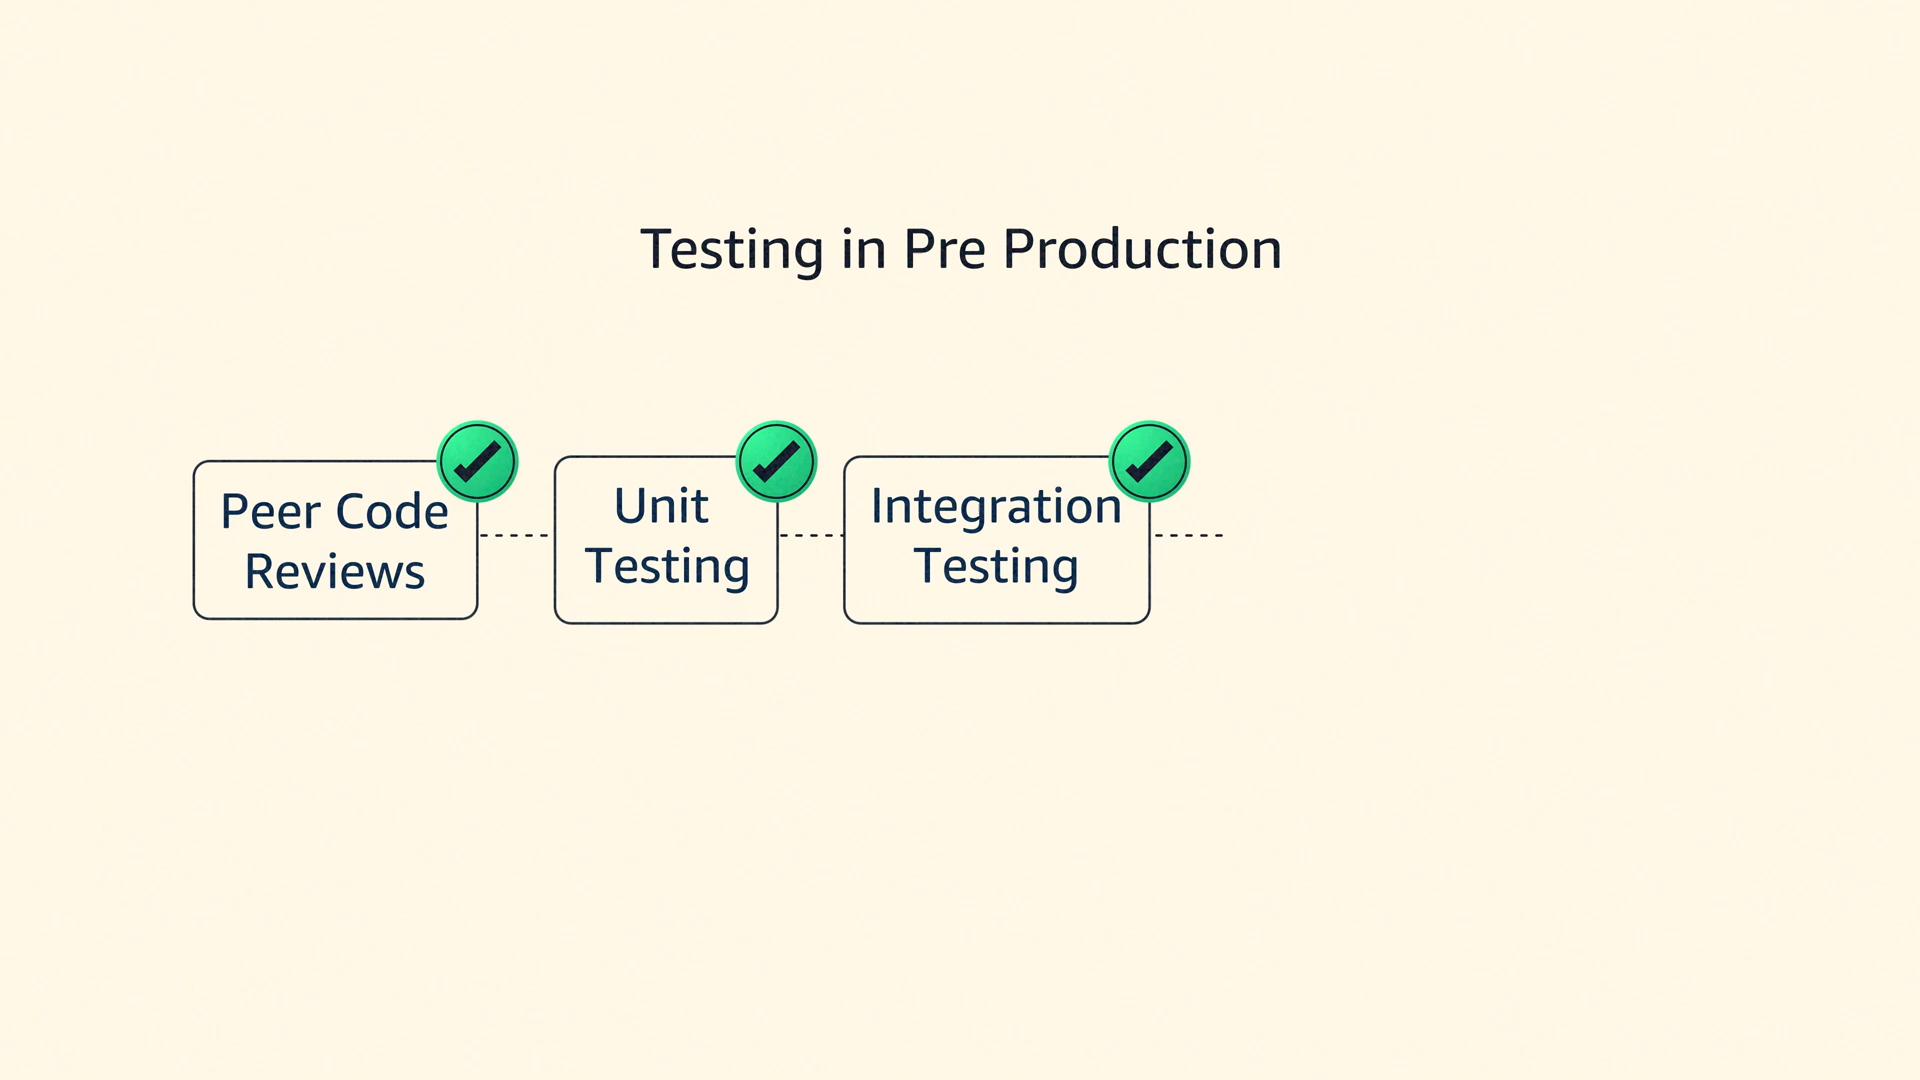 Testing in Pre Production
Peer Code
Reviews
Unit
Testing
Integration
Testing